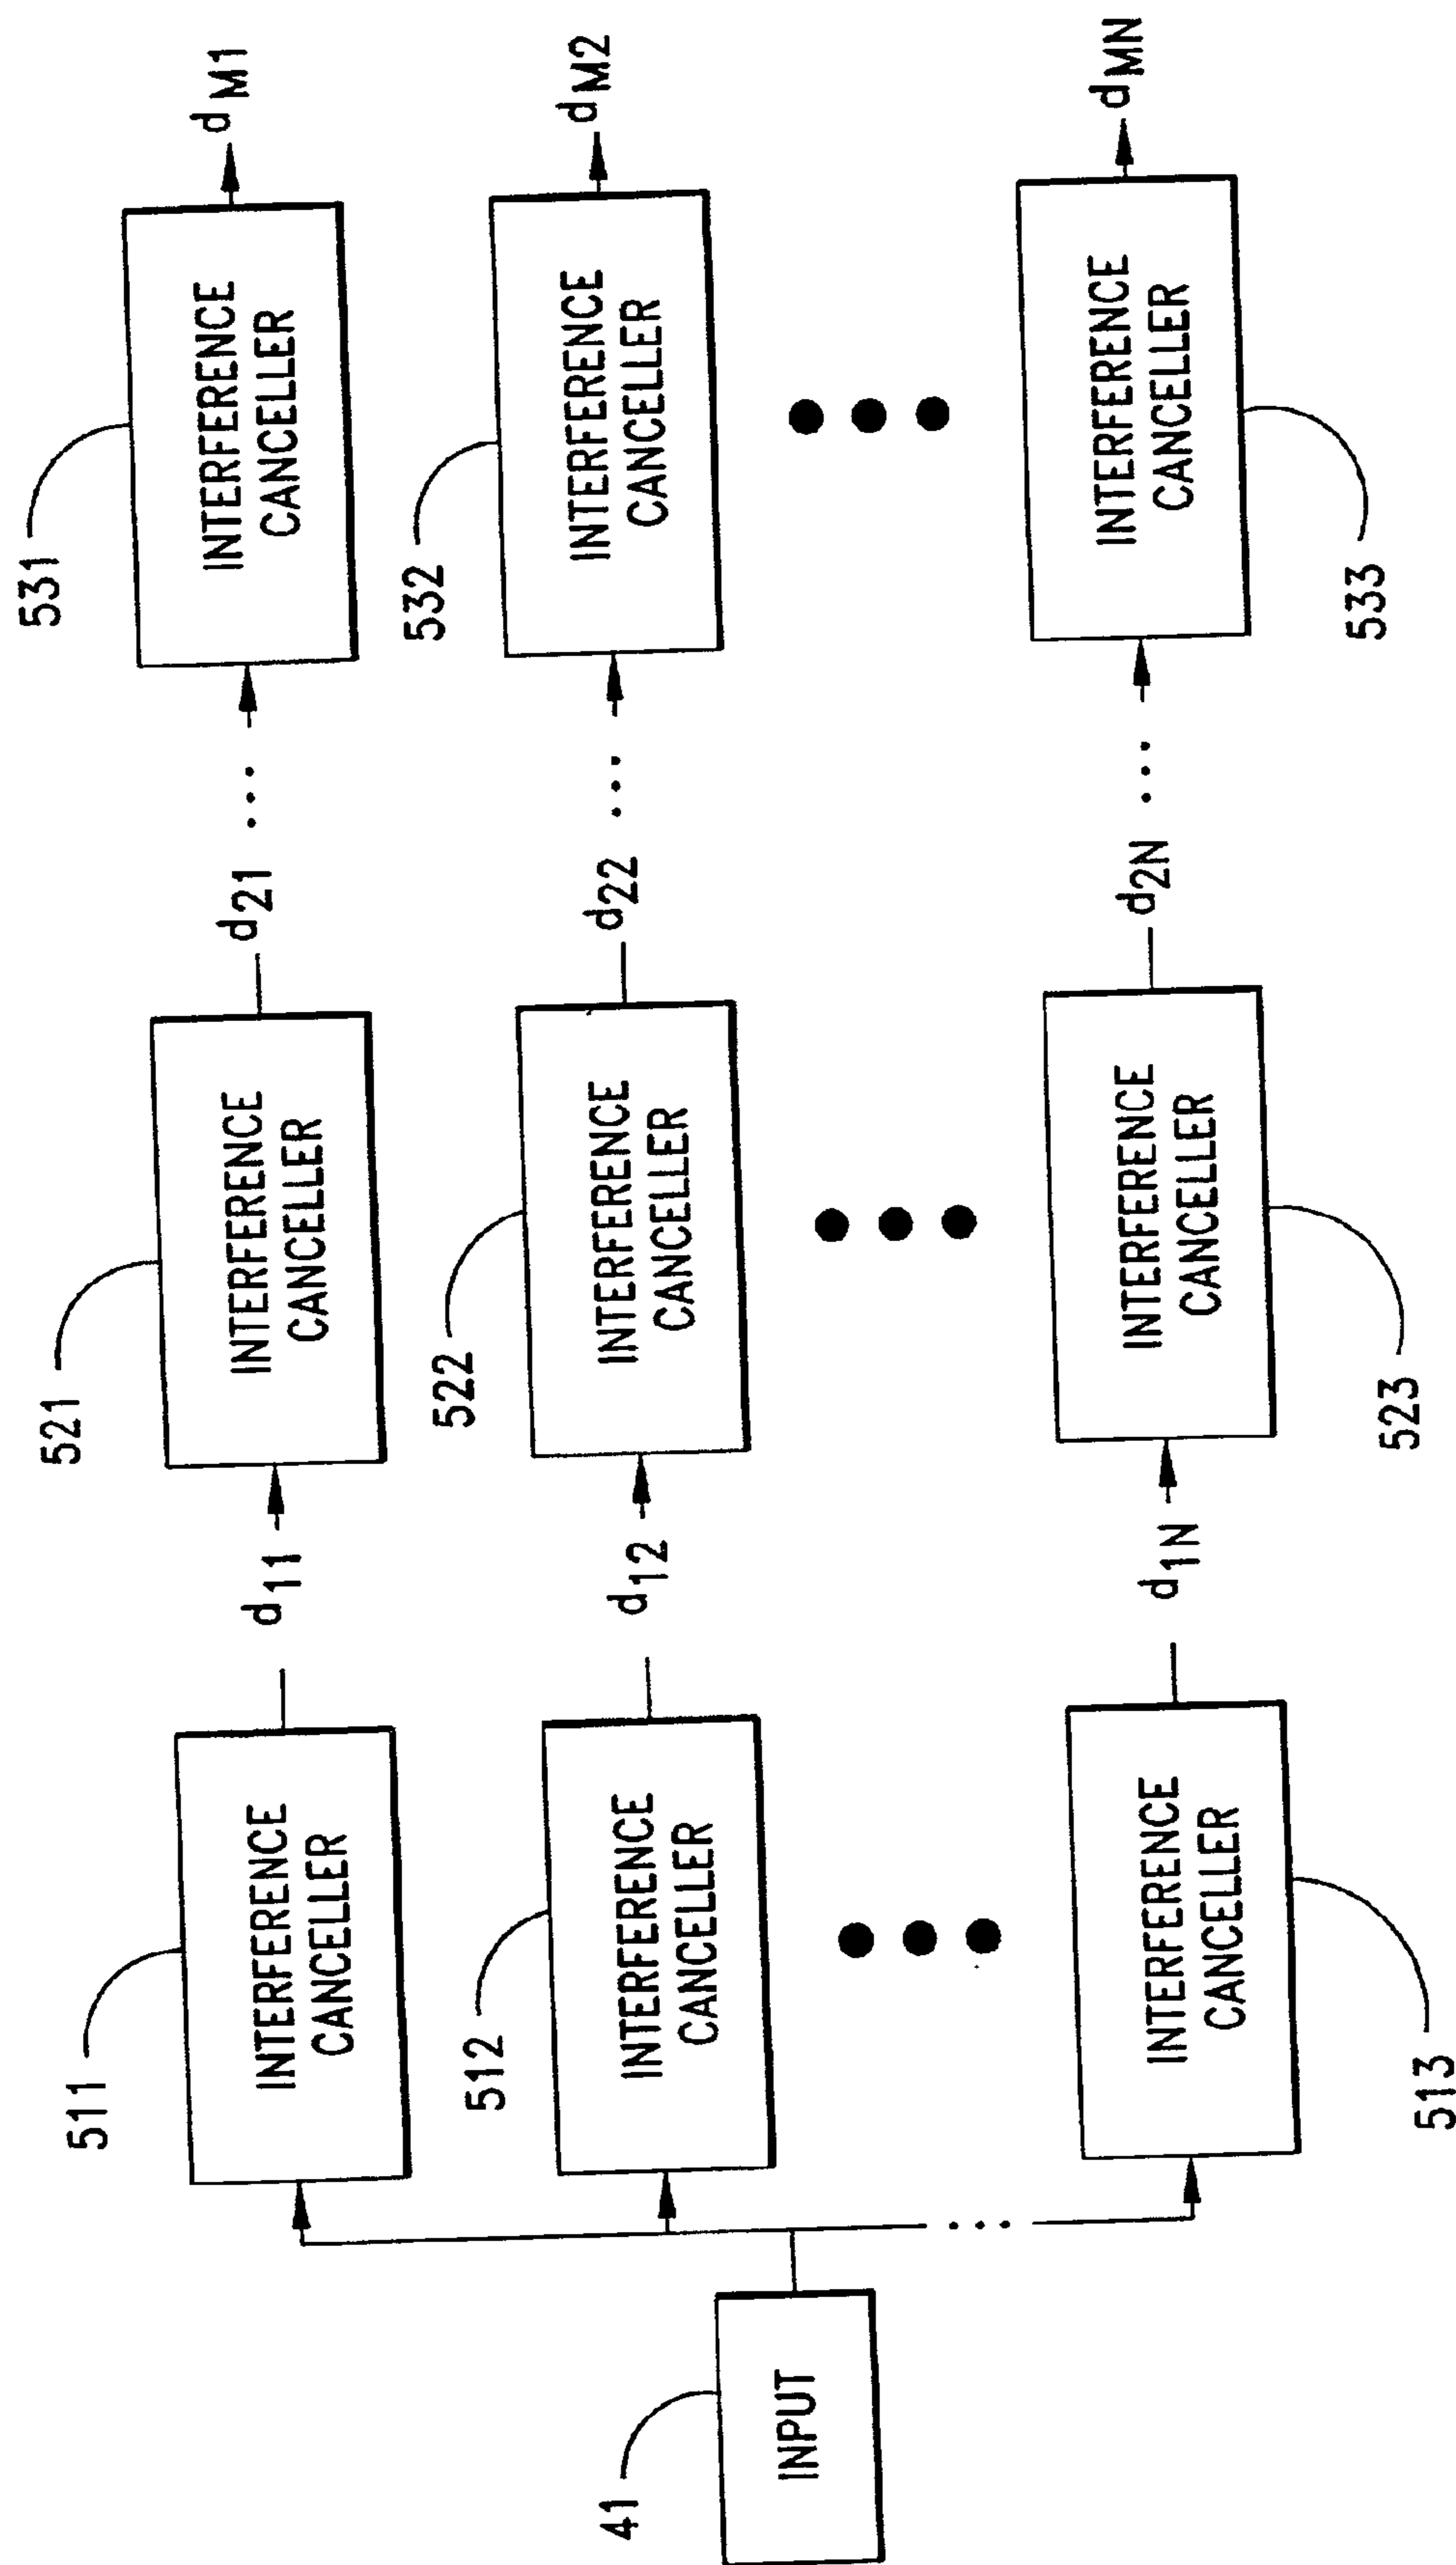 41
INPUT
511
INTERFERENCE
CANCELLER
d11
521
INTERFERENCE
CANCELLER
d21
...
531
INTERFERENCE
CANCELLER
dM1
512
INTERFERENCE
CANCELLER
d12
522
INTERFERENCE
CANCELLER
d22
...
532
INTERFERENCE
CANCELLER
dM2
...
513
INTERFERENCE
CANCELLER
d1N
523
INTERFERENCE
CANCELLER
d2N
...
533
INTERFERENCE
CANCELLER
dMN